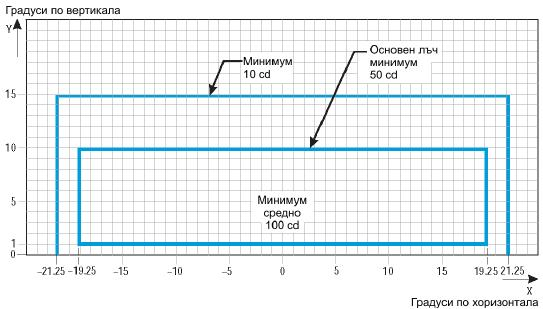 Градуси по вертикала
Y
Минимум
10 cd
Основен лъч
минимум
50 cd
15
10
5
1
0
Минимум
средно
100 cd
–21.25 –19.25 –15 –10 –5 0 5 10 15 19.25 21.25
X
Градуси по хоризонтала